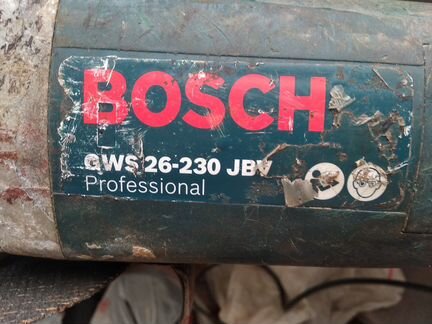 BOSCH
GWS 26-230 JBV
Professional